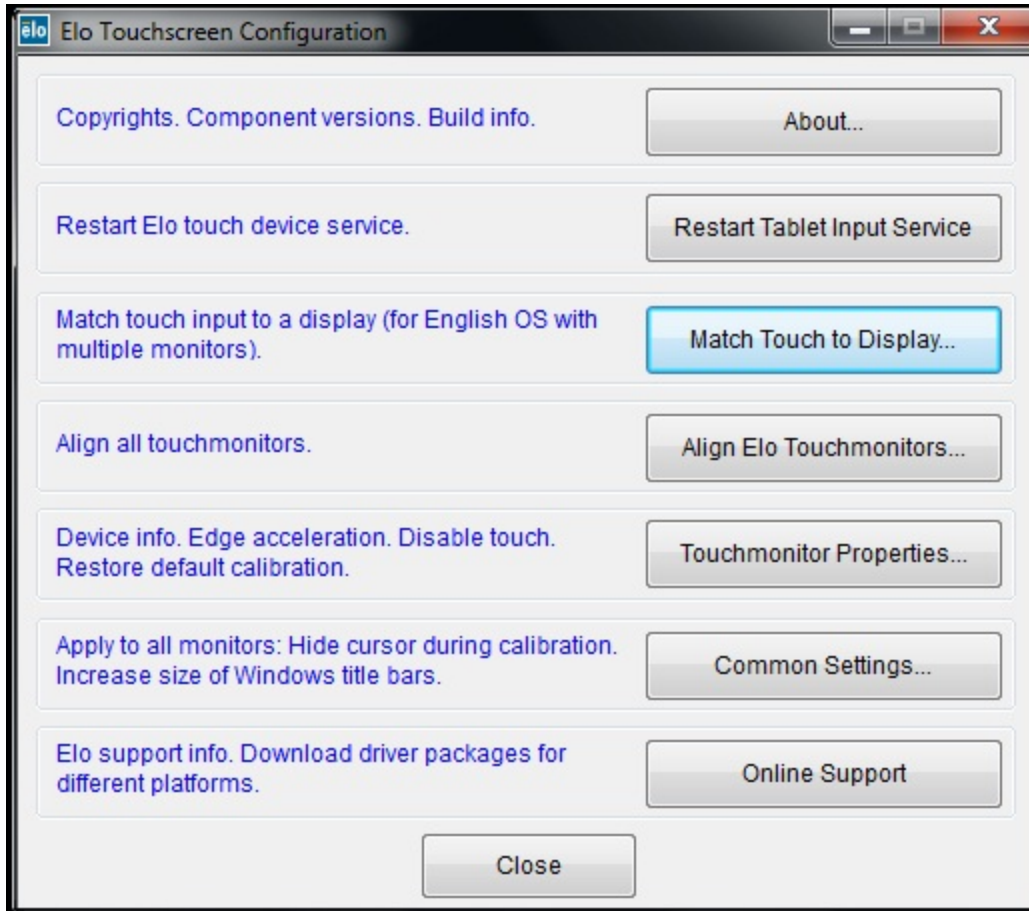 elo Elo Touchscreen Configuration
Copyrights. Component versions. Build info.
About...
Restart Elo touch device service.
Restart Tablet Input Service
Match touch input to a display (for English OS with
multiple monitors).
Match Touch to Display...
Align all touchmonitors.
Align Elo Touchmonitors...
Device info. Edge acceleration. Disable touch.
Restore default calibration.
Touchmonitor Properties...
Apply to all monitors: Hide cursor during calibration.
Increase size of Windows title bars.
Common Settings...
Elo support info. Download driver packages for
different platforms.
Online Support
Close